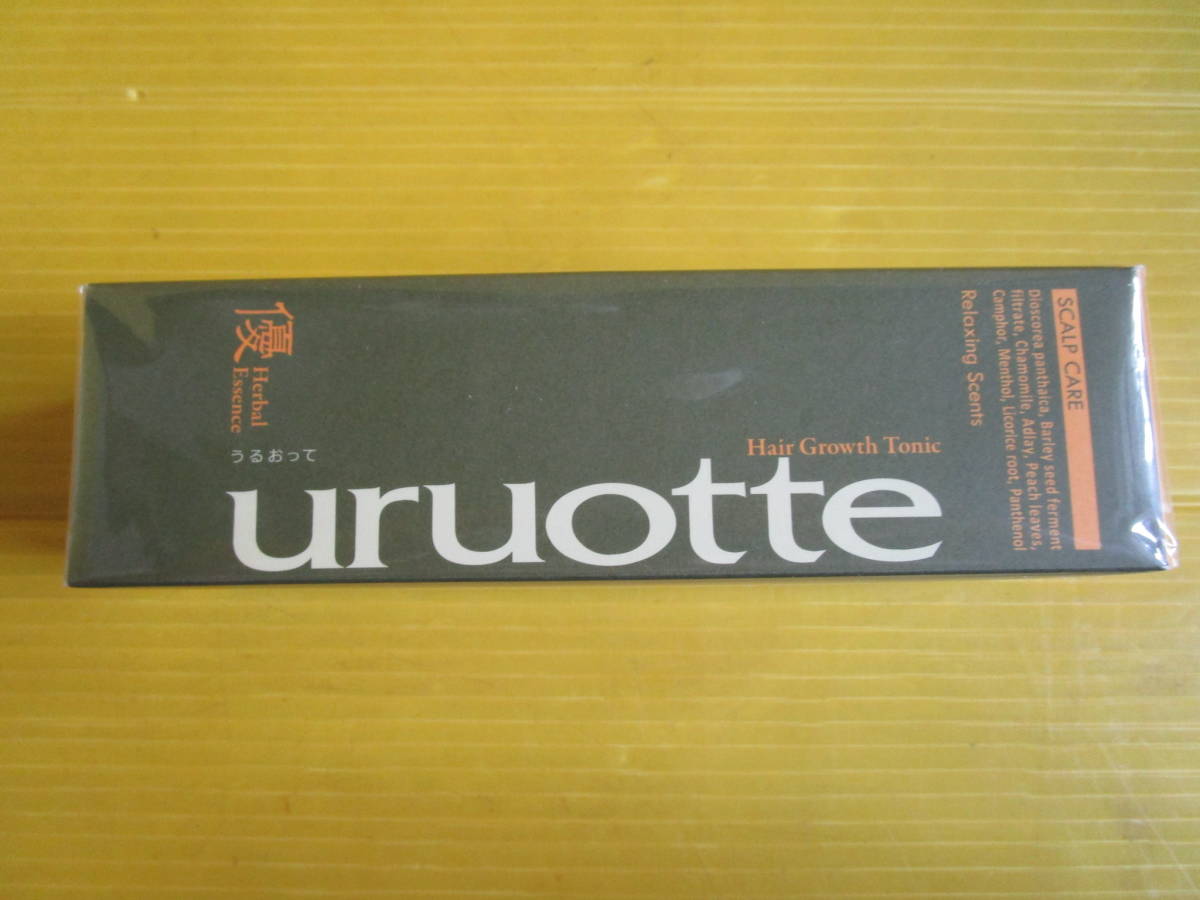 SCALP CARE
Dioscorea panthaica, Barley seed ferment
filtrate, Chamomile, Adlay, Peach leaves,
Camphor, Menthol, Licorice root, Panthenol
Relaxing Scents
優
Herbal
Essence
うるおって
Hair Growth Tonic
uruotte